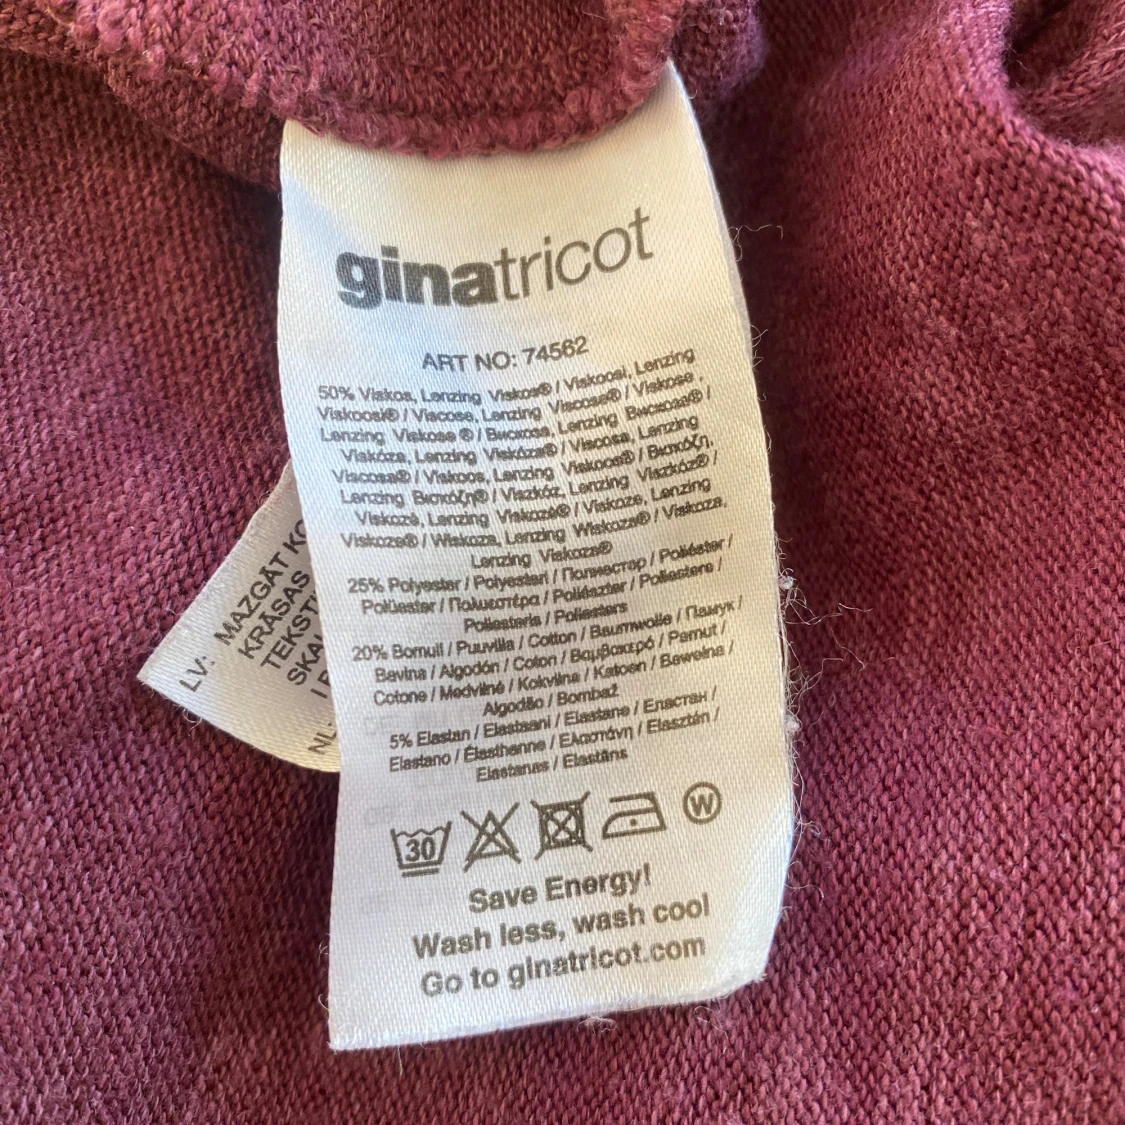 ginatricot
ART NO: 74562
50% Viskos, Lenzing Viskos® / Viskoosi, Lenzing
Viskoosi® / Viscose, Lenzing Viscose® / Viskose,
Lenzing Viskose ® / Вискоза, Lenzing Вискоза® /
Viskóza, Lenzing Viskóza® / Viscosa, Lenzing
Viscosa® / Viskoos, Lenzing Viskoos® / Βισκόζη,
Lenzing Βισκόζη® / Viszkóz, Lenzing Viszkóz® /
Viskozė, Lenzing Viskozė® / Viskoze, Lenzing
Viskoze® / Wiskoza, Lenzing Wiskoza® / Viskoza,
Lenzing Viskoza®
25% Polyester / Polyesteri / Полиестер / Poliéster /
Polüester / Πολυεστέρα / Poliészter / Poliestere /
Poliesteris / Poliesters
20% Bomull / Puuvilla / Cotton / Baumwolle / Памук /
Bavlna / Algodón / Coton / Βαμβακερό / Pamut /
Cotone / Medvilnė / Kokvilna / Katoen / Bawełna /
Algodão / Bombaž
5% Elastan / Elastaani / Elastane / Еластан /
Elastano / Élasthanne / Ελαστάνη / Elasztán /
Elastanas / Elastāns
30
W
Save Energy!
Wash less, wash cool
Go to ginatricot.com
LV: MAZGĀT KO
KRĀSAS
TEKST
SKA
NL: